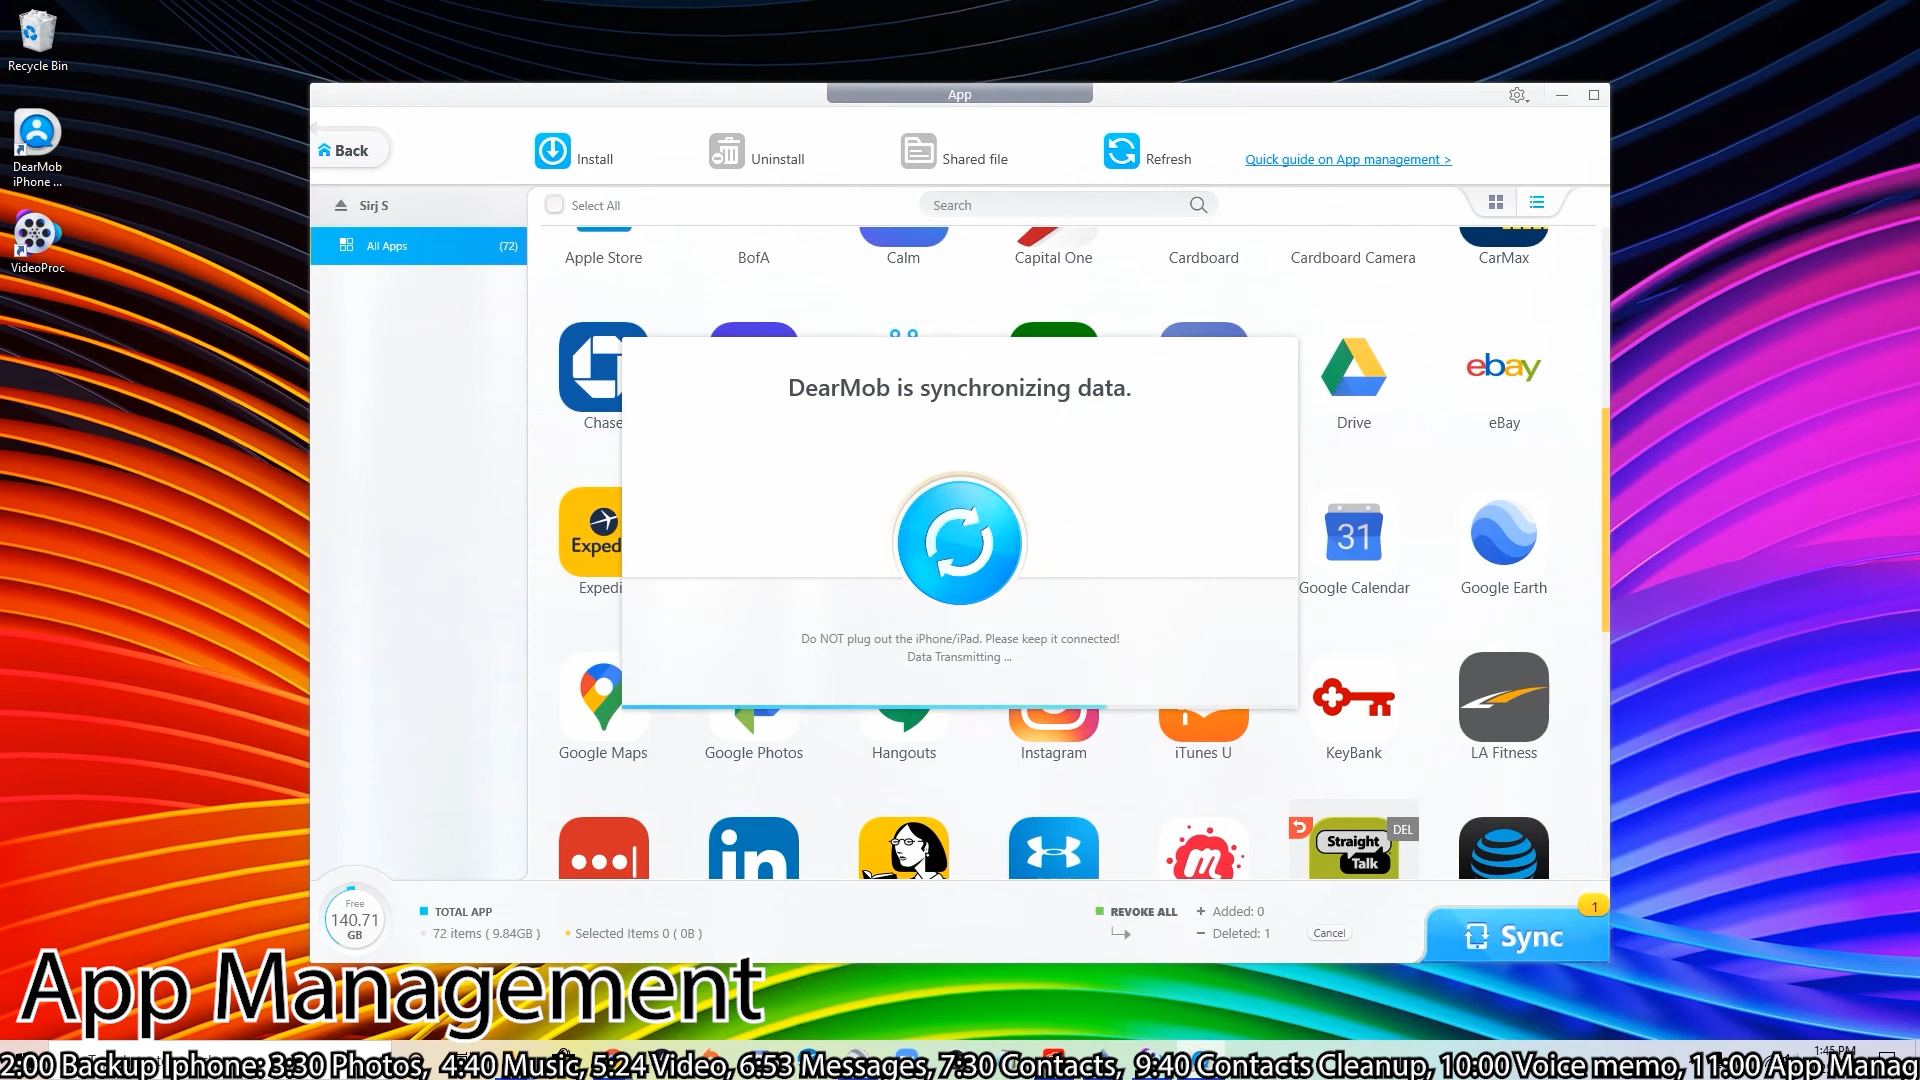 Recycle Bin
DearMob
iPhone ...
VideoProc
App
Back
Install
Uninstall
Shared file
Refresh
Quick guide on App management >
Sirj S
Select All
Search
All Apps
(72)
Apple Store
BofA
Calm
Capital One
Cardboard
Cardboard Camera
CarMax
ebay
Chase
Drive
eBay
DearMob is synchronizing data.
Exped
31
Expedi
Google Calendar
Google Earth
Do NOT plug out the iPhone/iPad. Please keep it connected!
Data Transmitting ...
Google Maps
Google Photos
Hangouts
Instagram
iTunes U
KeyBank
LA Fitness
in
m
Straight
Talk
DEL
Free
140.71
GB
TOTAL APP
72 items ( 9.84GB )
Selected Items 0 ( 0B )
REVOKE ALL
+ Added: 0
− Deleted: 1
Cancel
1
Sync
App Management
1:45 PM
2:00 Backup Iphone: 3:30 Photos, 4:40 Music, 5:24 Video, 6:53 Messages, 7:30 Contacts, 9:40 Contacts Cleanup, 10:00 Voice memo, 11:00 App Manag